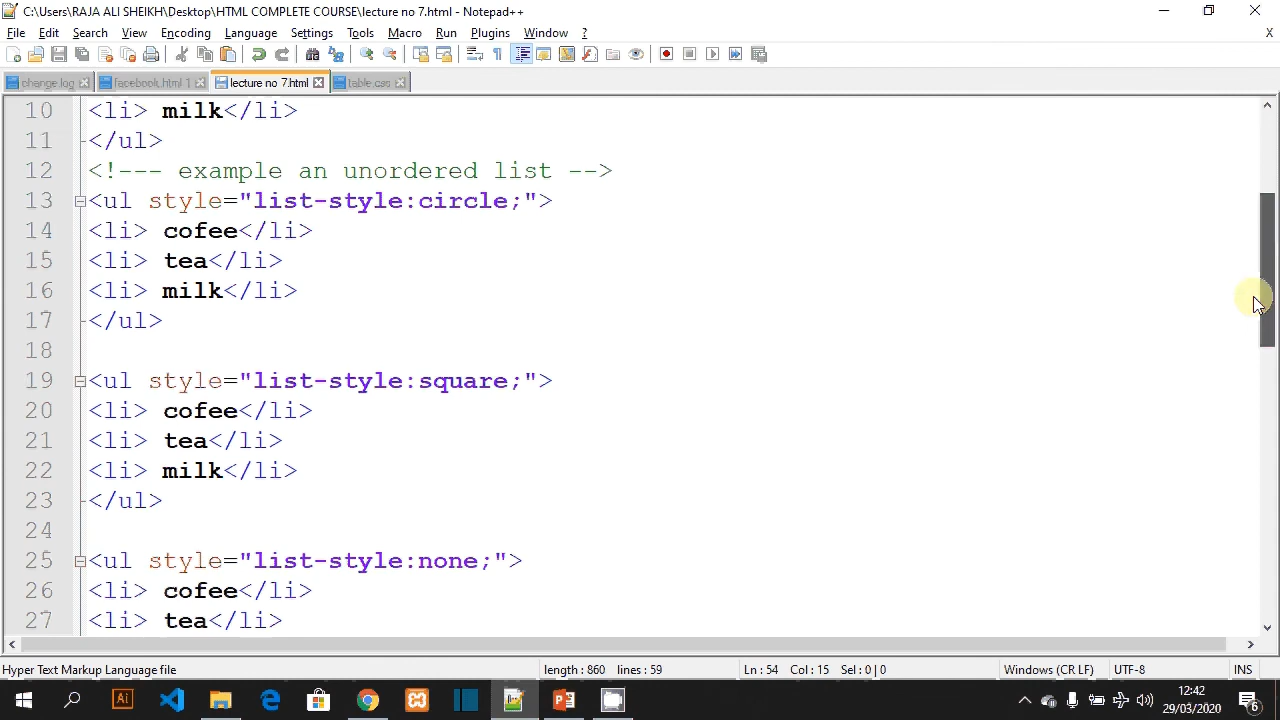 C:\Users\RAJA ALI SHEIKH\Desktop\HTML COMPLETE COURSE\lecture no 7.html - Notepad++
File Edit Search View Encoding Language Settings Tools Macro Run Plugins Window ? X
change.log facebook.html 1 lecture no 7.html table.css
10 <li> milk</li>
11 </ul>
12 <!--- example an unordered list -->
13 <ul style="list-style:circle;">
14 <li> cofee</li>
15 <li> tea</li>
16 <li> milk</li>
17 </ul>
18
19 <ul style="list-style:square;">
20 <li> cofee</li>
21 <li> tea</li>
22 <li> milk</li>
23 </ul>
24
25 <ul style="list-style:none;">
26 <li> cofee</li>
27 <li> tea</li>
Hyper Text Markup Language file length : 860 lines : 59 Ln : 54 Col : 15 Sel : 0 | 0 Windows (CR LF) UTF-8 INS
Ai 12:42
29/03/2020 6